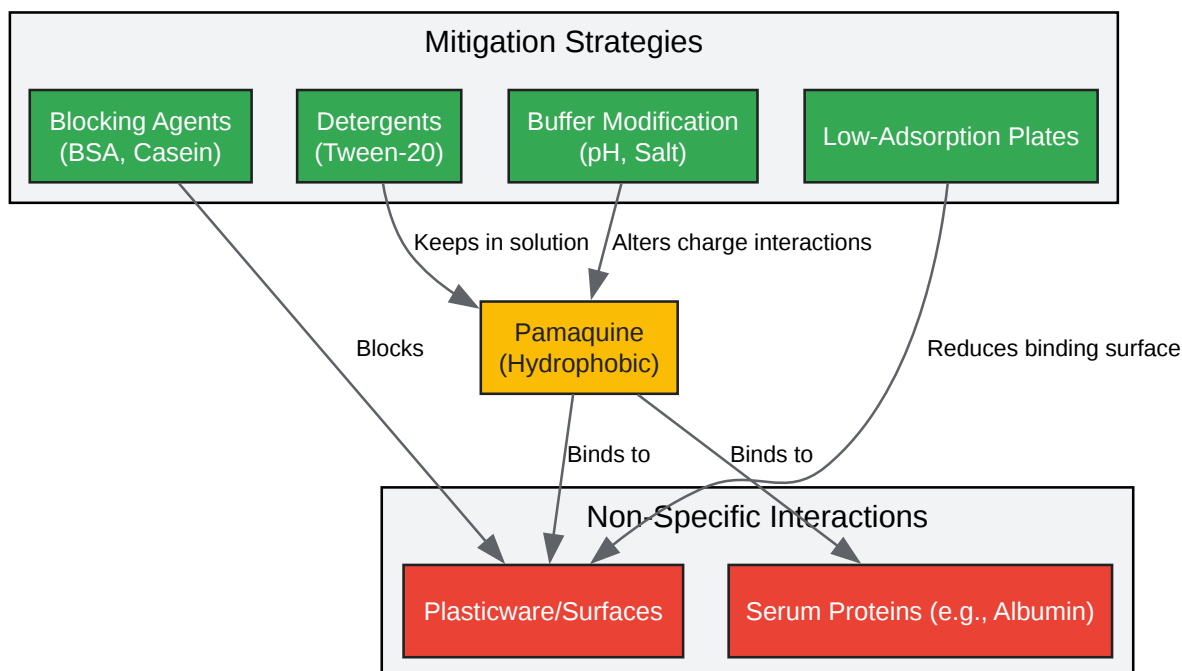 Mitigation Strategies
Blocking Agents
(BSA, Casein)
Detergents
(Tween-20)
Buffer Modification
(pH, Salt)
Low-Adsorption Plates
Keeps in solution
Alters charge interactions
Pamaquine
(Hydrophobic)
Blocks
Reduces binding surface
Binds to
Binds to
Non-Specific Interactions
Plasticware/Surfaces
Serum Proteins (e.g., Albumin)